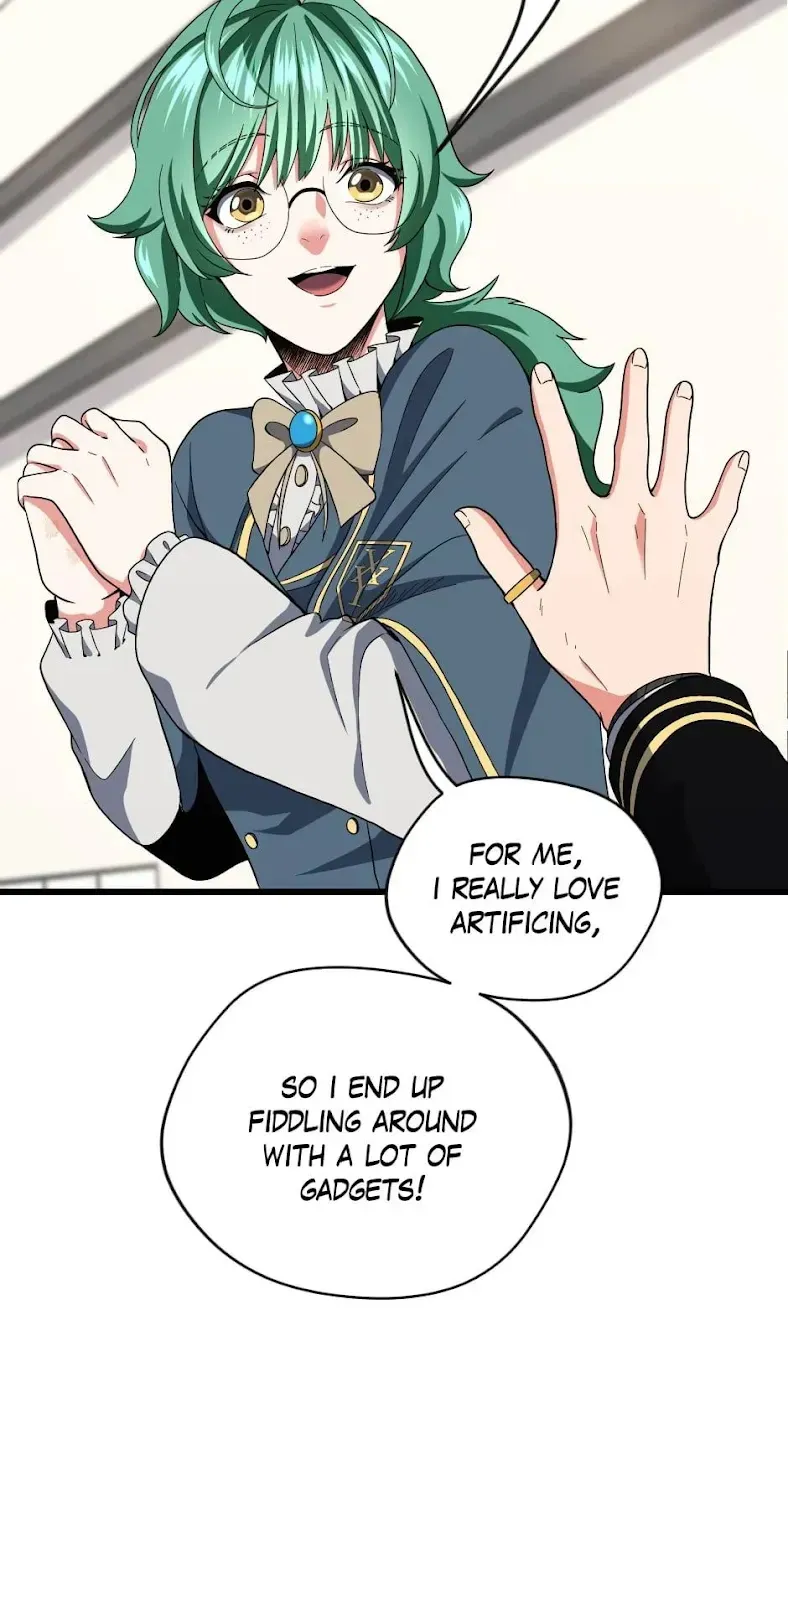 FOR ME,
I REALLY LOVE
ARTIFICING,
SO I END UP
FIDDLING AROUND
WITH A LOT OF
GADGETS!